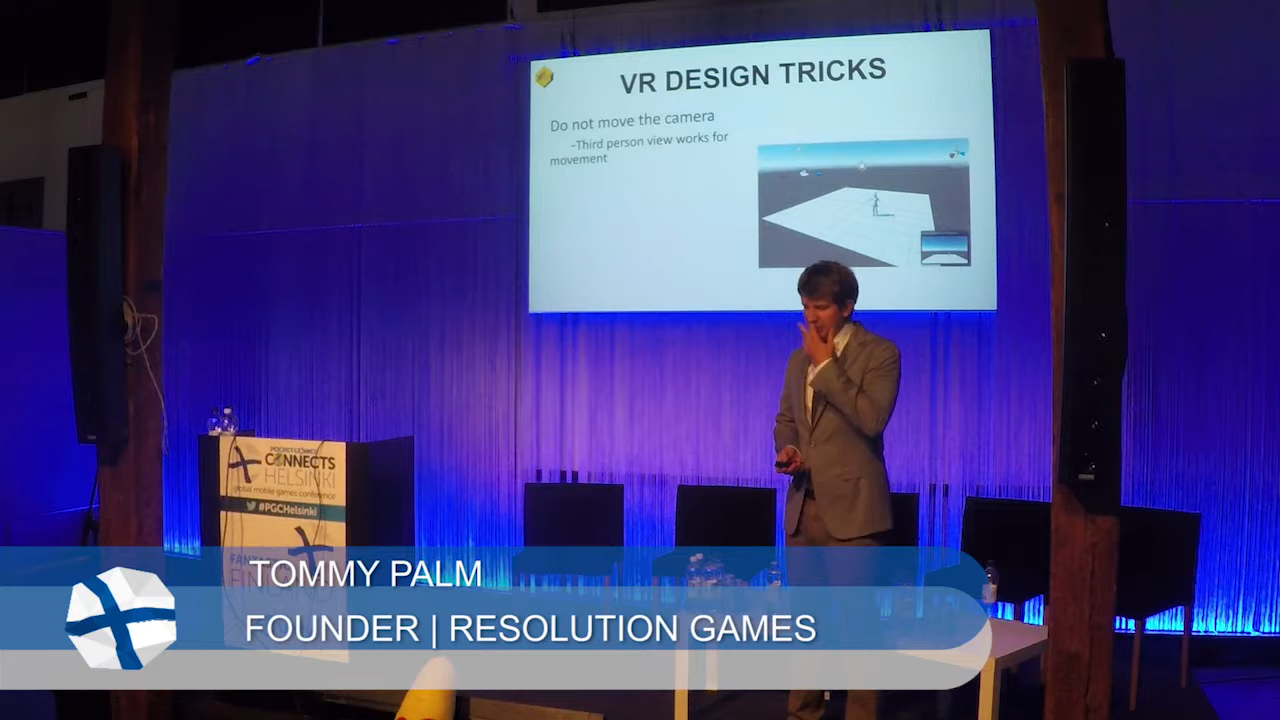 VR DESIGN TRICKS
Do not move the camera
-Third person view works for
movement
CONNECTS
HELSINKI
global mobile games conference
#PGCHelsinki
TOMMY PALM
FOUNDER | RESOLUTION GAMES